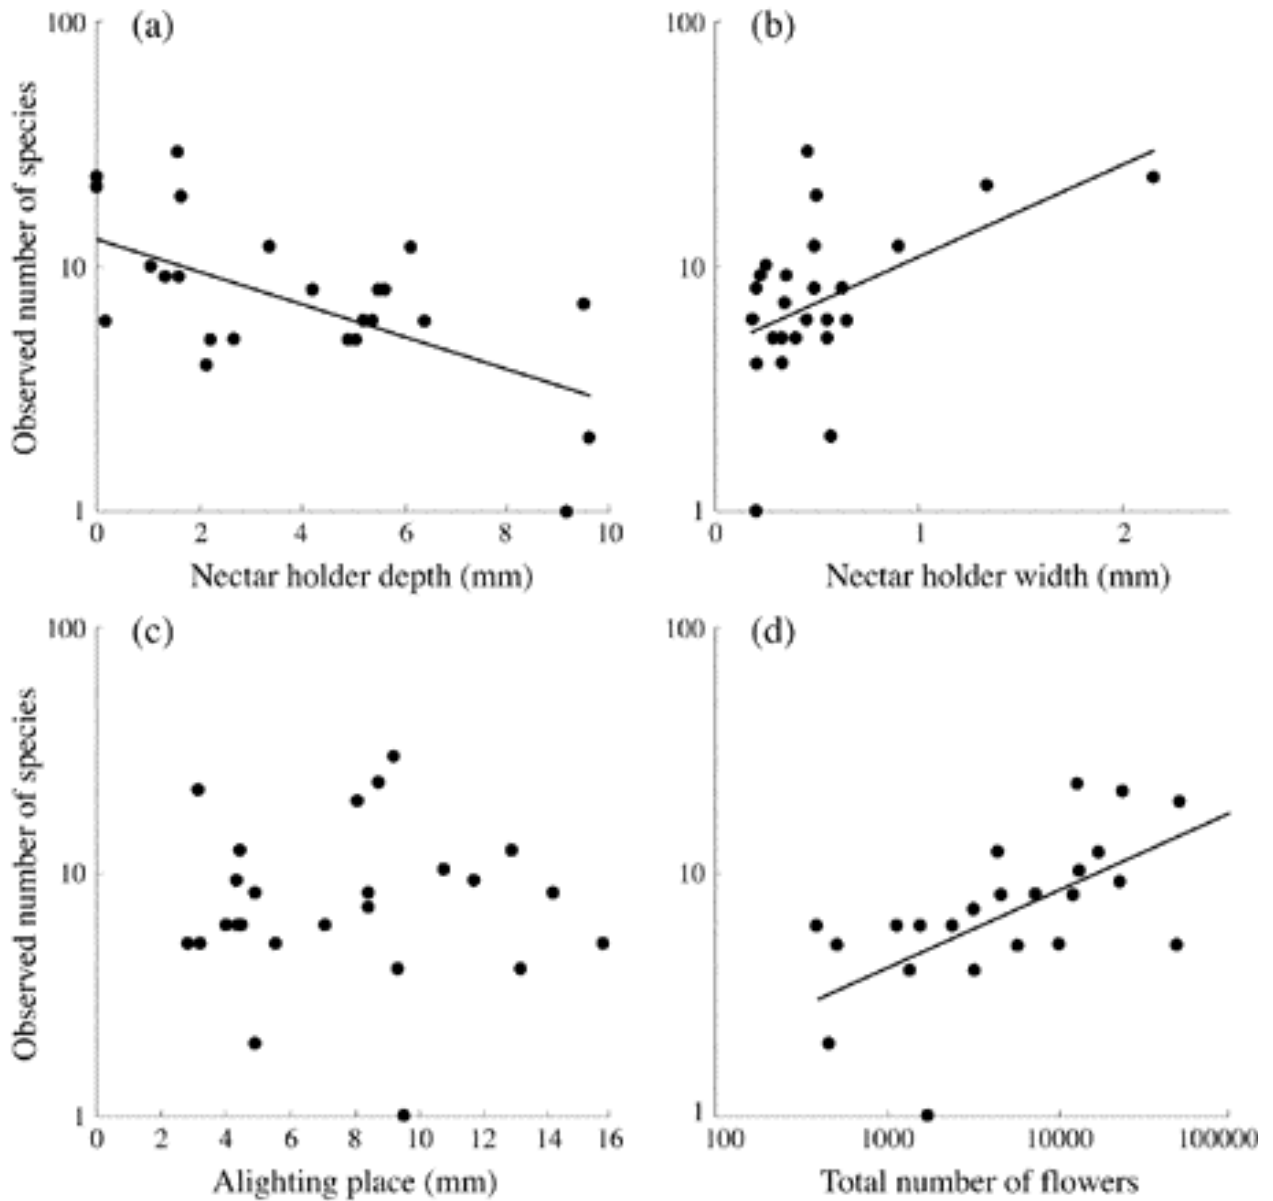 (a)
100
10
1
0 2 4 6 8 10
Observed number of species
Nectar holder depth (mm)
(b)
100
10
1
0 1 2
Nectar holder width (mm)
(c)
100
10
1
0 2 4 6 8 10 12 14 16
Observed number of species
Alighting place (mm)
(d)
100
10
1
100 1000 10000 100000
Total number of flowers